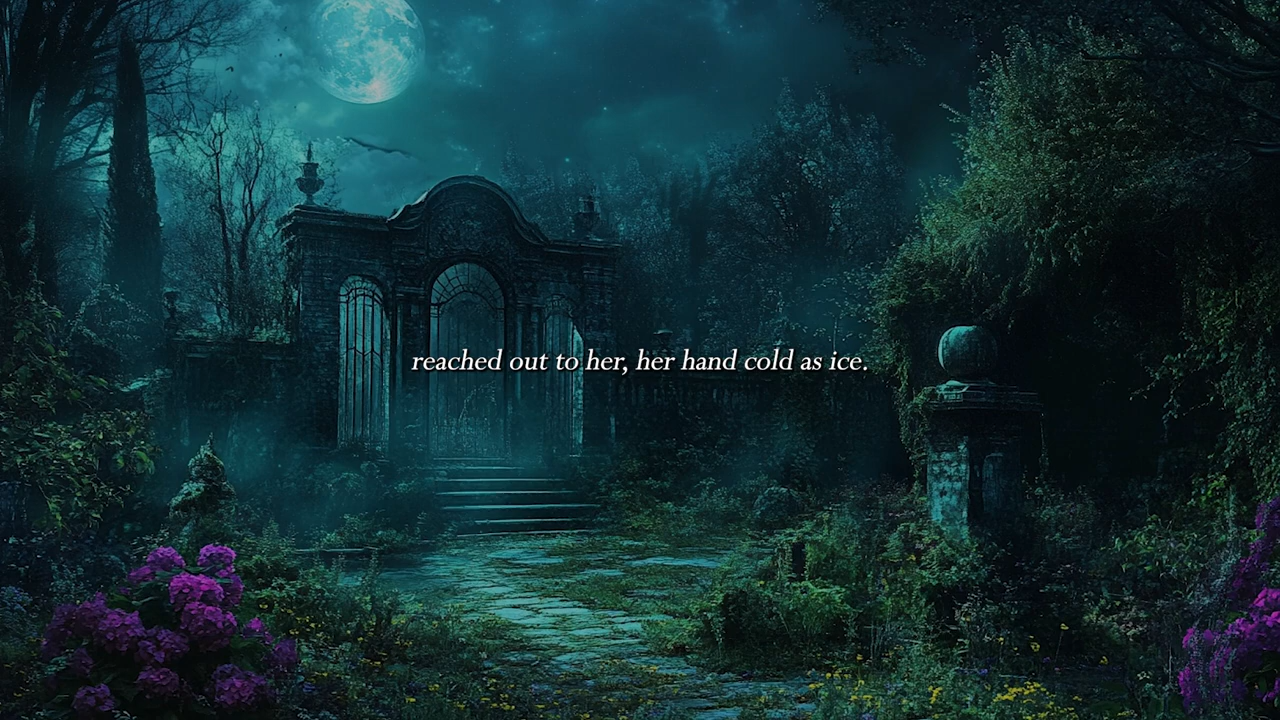 reached out to her, her hand cold as ice.